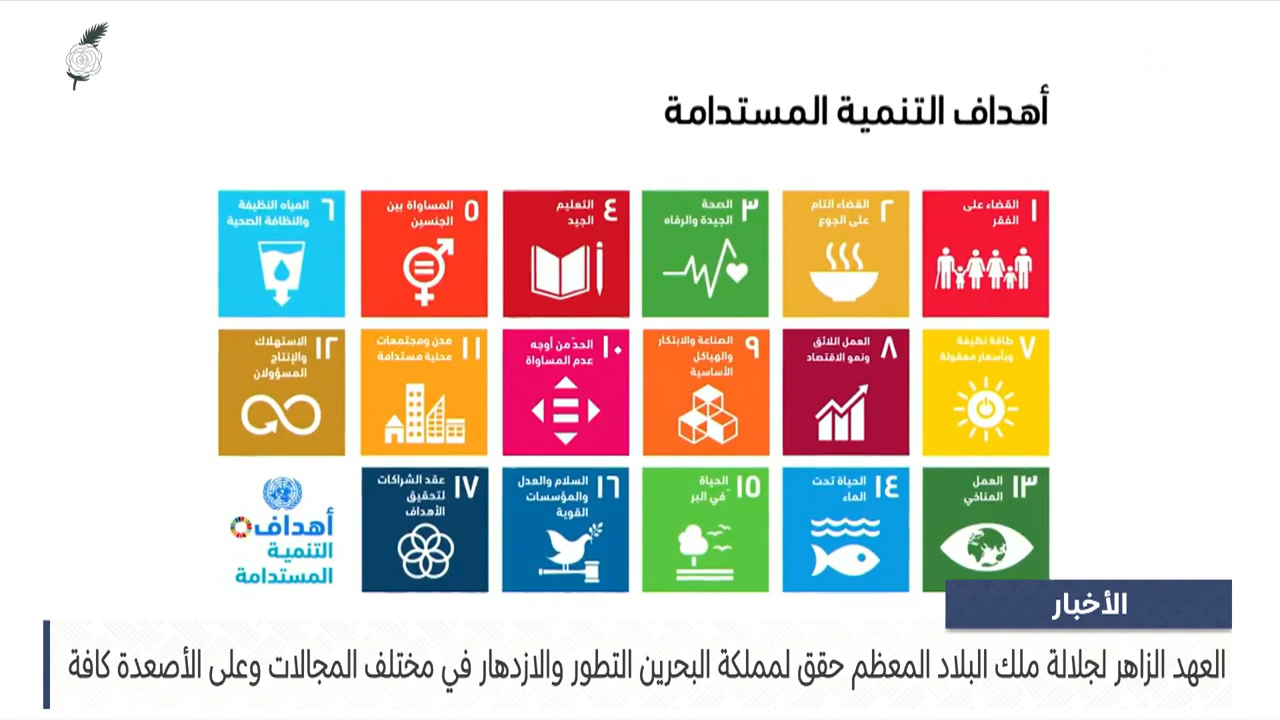 أهداف التنمية المستدامة
١
القضاء على
الفقر
٢
القضاء التام
على الجوع
٣
الصحة
الجيدة والرفاه
٤
التعليم
الجيد
٥
المساواة بين
الجنسين
٦
المياه النظيفة
والنظافة الصحية
٧
طاقة نظيفة
وبأسعار معقولة
٨
العمل اللائق
ونمو الاقتصاد
٩
الصناعة والابتكار
والهياكل
الأساسية
١٠
الحدّ من أوجه
عدم المساواة
١١
مدن ومجتمعات
محلية مستدامة
١٢
الاستهلاك
والإنتاج
المسؤولان
١٣
العمل
المناخي
١٤
الحياة تحت
الماء
١٥
الحياة
في البر
١٦
السلام والعدل
والمؤسسات
القوية
١٧
عقد الشراكات
لتحقيق
الأهداف
أهداف
التنمية
المستدامة
الأخبار
العهد الزاهر لجلالة ملك البلاد المعظم حقق لمملكة البحرين التطور والازدهار في مختلف المجالات وعلى الأصعدة كافة